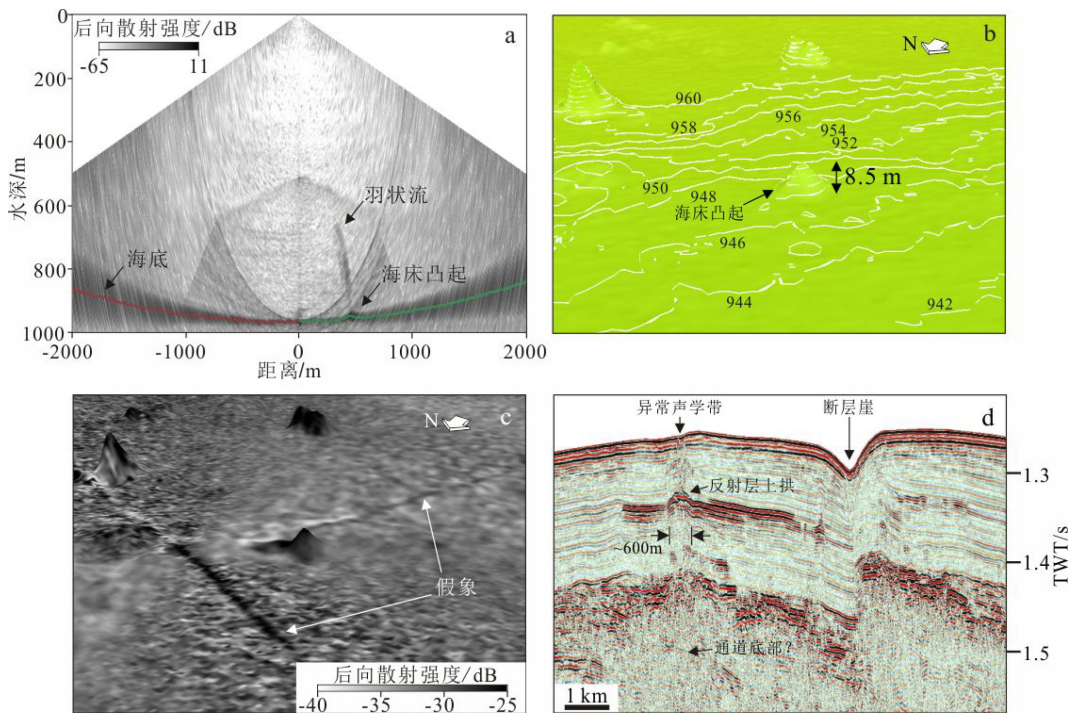 后向散射强度/dB
-65 11
a
0
200
400
600
800
1000
水深/m
羽状流
海底
海床凸起
-2000 -1000 0 1000 2000
距离/m
b
N
960
958
956
954
952
950
948
946
944
942
8.5 m
海床凸起
c
N
假象
后向散射强度/dB
-40 -35 -30 -25
d
异常声学带
断层崖
反射层上拱
~600m
通道底部?
1 km
1.3
1.4
1.5
TWT/s